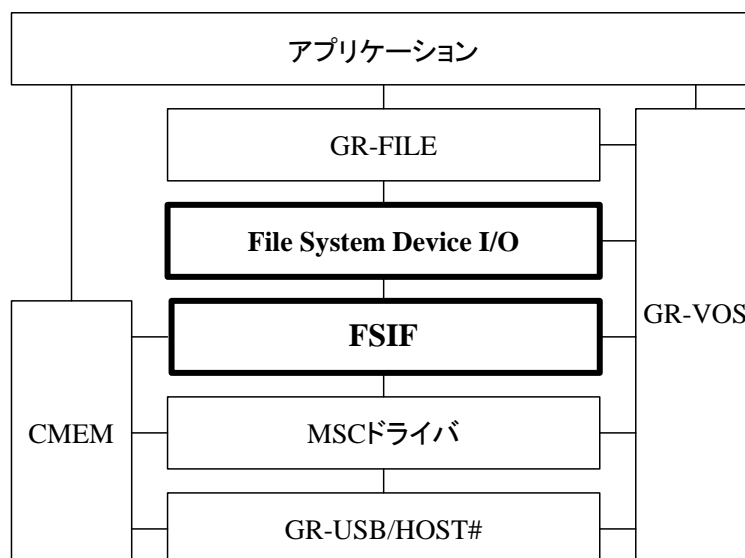 アプリケーション
GR-FILE
File System Device I/O
GR-VOS
FSIF
CMEM
MSCドライバ
GR-USB/HOST#